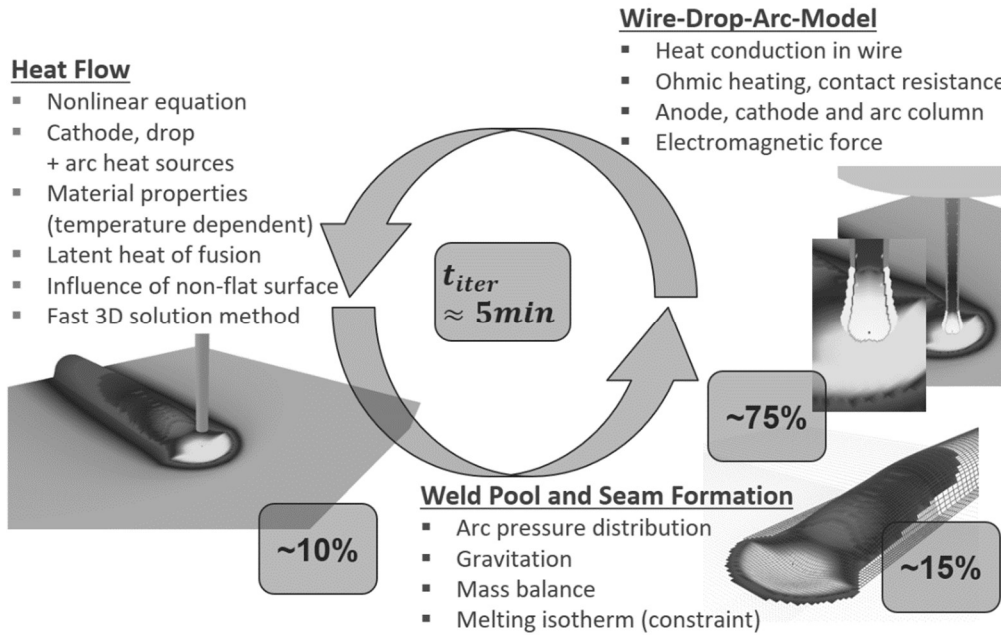 Wire-Drop-Arc-Model
▪ Heat conduction in wire
▪ Ohmic heating, contact resistance
▪ Anode, cathode and arc column
▪ Electromagnetic force
Heat Flow
▪ Nonlinear equation
▪ Cathode, drop
+ arc heat sources
▪ Material properties
(temperature dependent)
▪ Latent heat of fusion
▪ Influence of non-flat surface
▪ Fast 3D solution method
t_iter
≈ 5min
~75%
~10%
Weld Pool and Seam Formation
▪ Arc pressure distribution
▪ Gravitation
▪ Mass balance
▪ Melting isotherm (constraint)
~15%